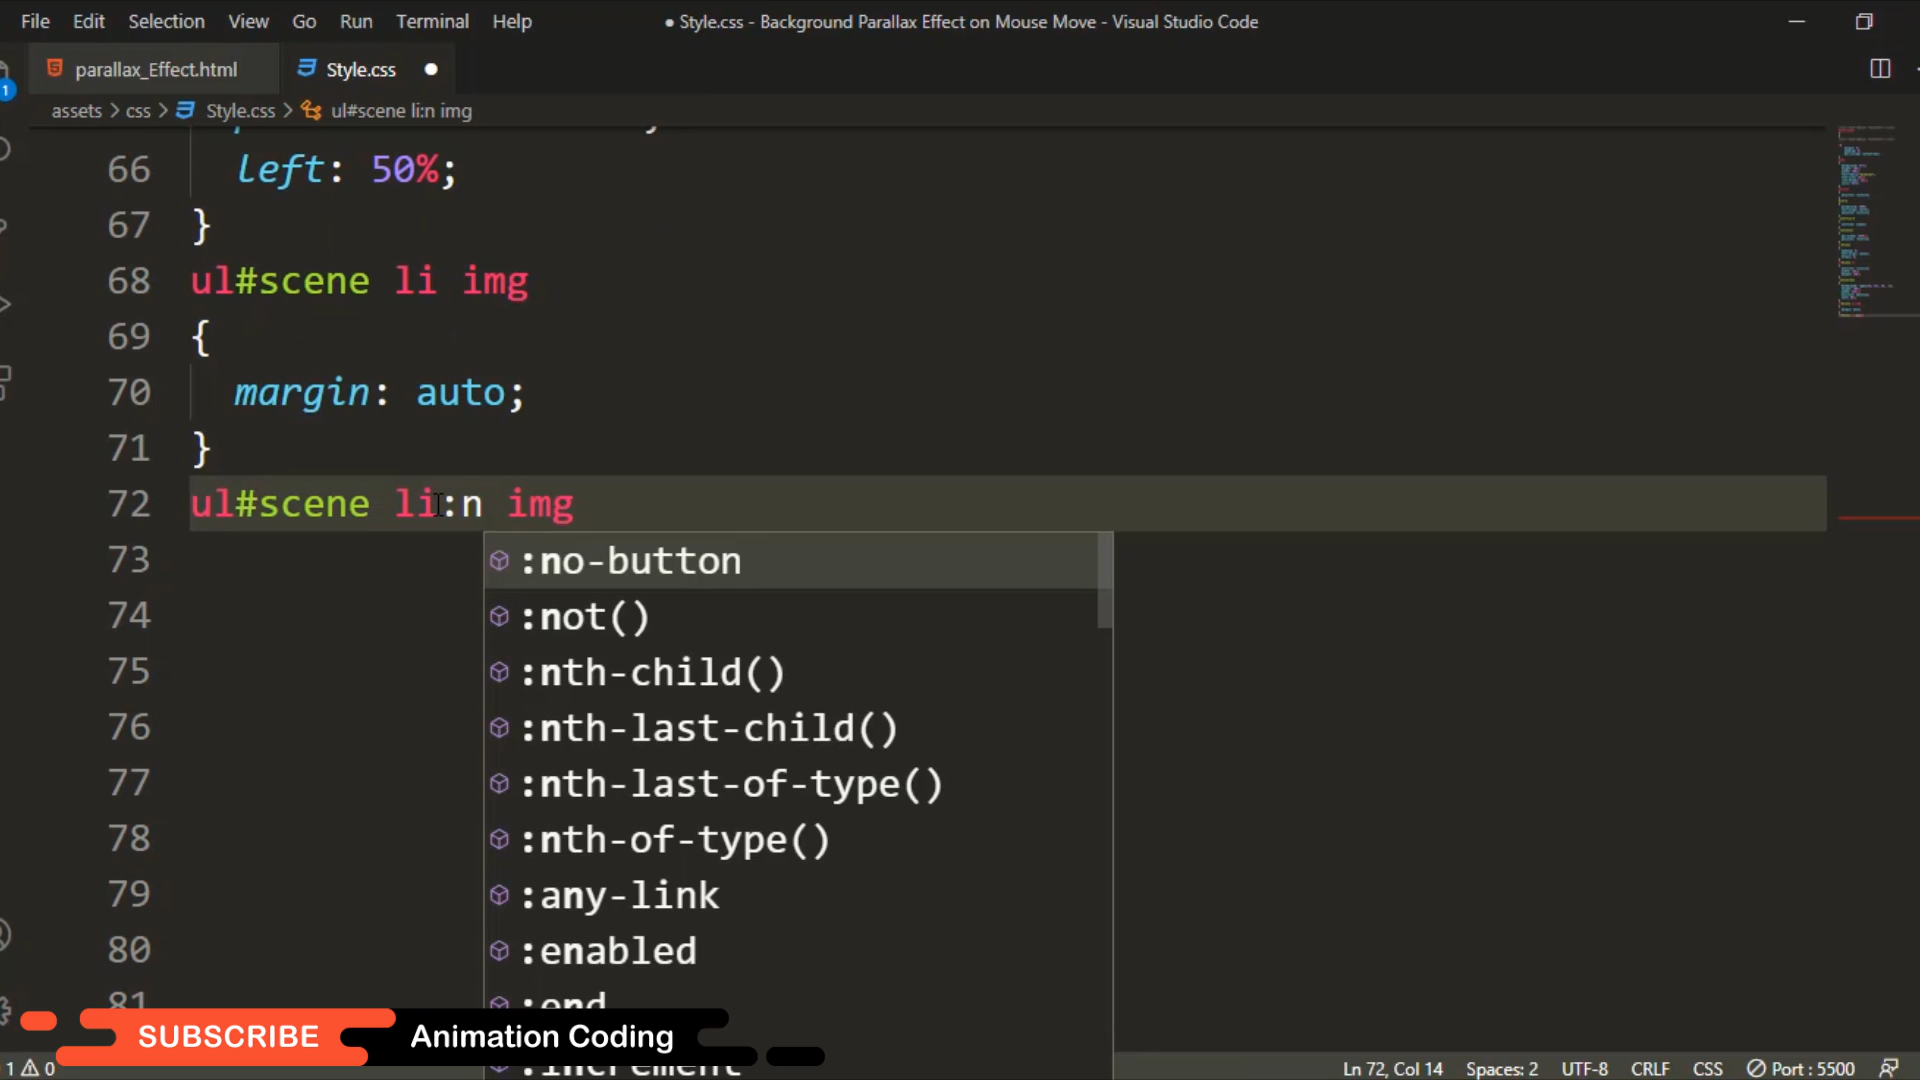 File Edit Selection View Go Run Terminal Help ● Style.css - Background Parallax Effect on Mouse Move - Visual Studio Code
parallax_Effect.html Style.css ●
1
assets > css > Style.css > ul#scene li:n img
66 left: 50%;
67 }
68 ul#scene li img
69 {
70 margin: auto;
71 }
72 ul#scene li:n img
73 :no-button
74 :not()
75 :nth-child()
76 :nth-last-child()
77 :nth-last-of-type()
78 :nth-of-type()
79 :any-link
80 :enabled
81 :end
SUBSCRIBE Animation Coding
:increment
1 0 Ln 72, Col 14 Spaces: 2 UTF-8 CRLF CSS Port : 5500